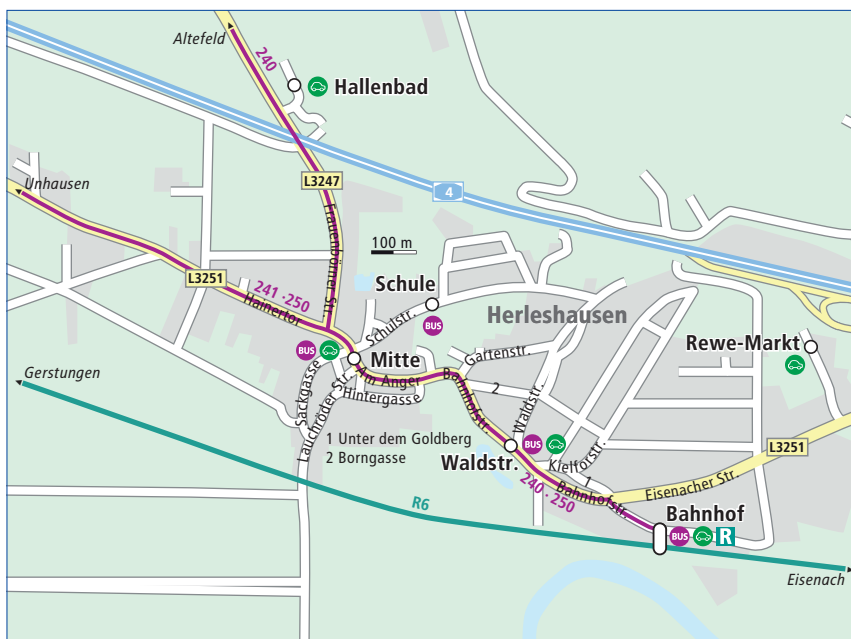 Altefeld
240
Hallenbad
Unhausen
L3247
4
Frauenbörner Str.
100 m
L3251
241·250
Hainertor
Schule
Schulstr.
BUS
Herleshausen
Rewe-Markt
BUS
Mitte
Gartenstr.
Gerstungen
Sackgasse
Lauchröder Str.
Am Anger
Hintergasse
Bahnhofstr.
2
Waldstr.
1 Unter dem Goldberg
2 Borngasse
BUS
Waldstr.
Kielforstr.
L3251
1
Eisenacher Str.
240·250
Bahnhofstr.
R6
Bahnhof
BUS
R
Eisenach